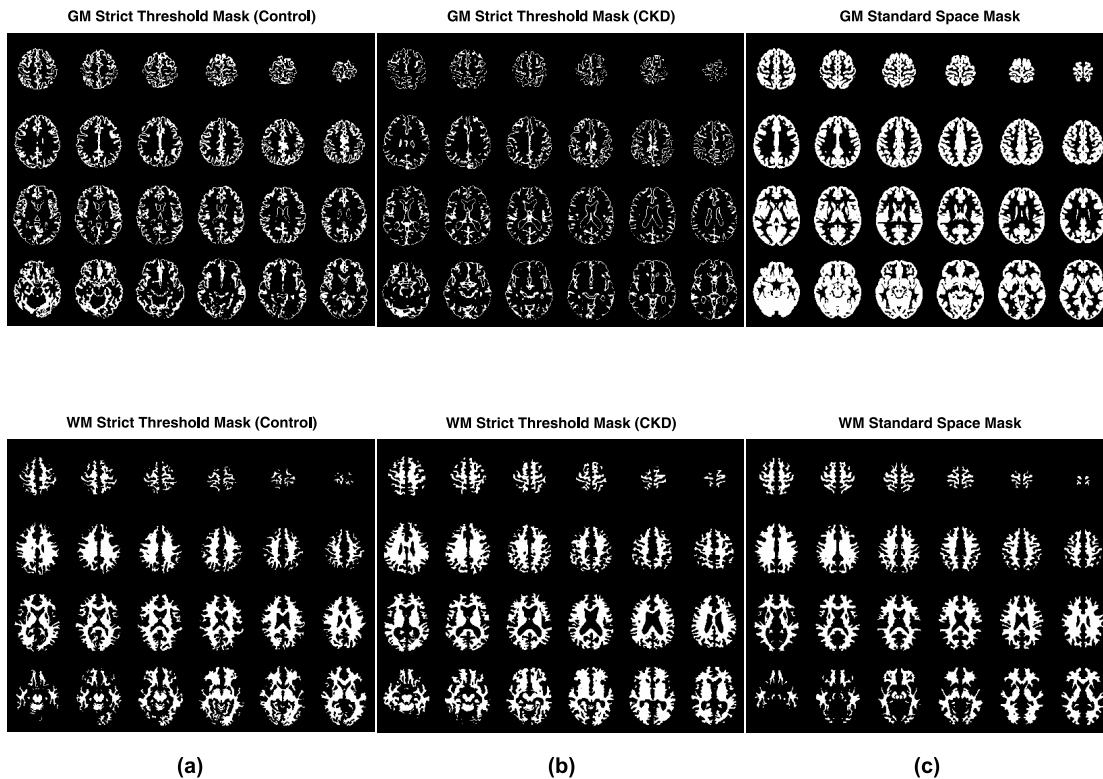 GM Strict Threshold Mask (Control)
GM Strict Threshold Mask (CKD)
GM Standard Space Mask
WM Strict Threshold Mask (Control)
WM Strict Threshold Mask (CKD)
WM Standard Space Mask
(a)
(b)
(c)